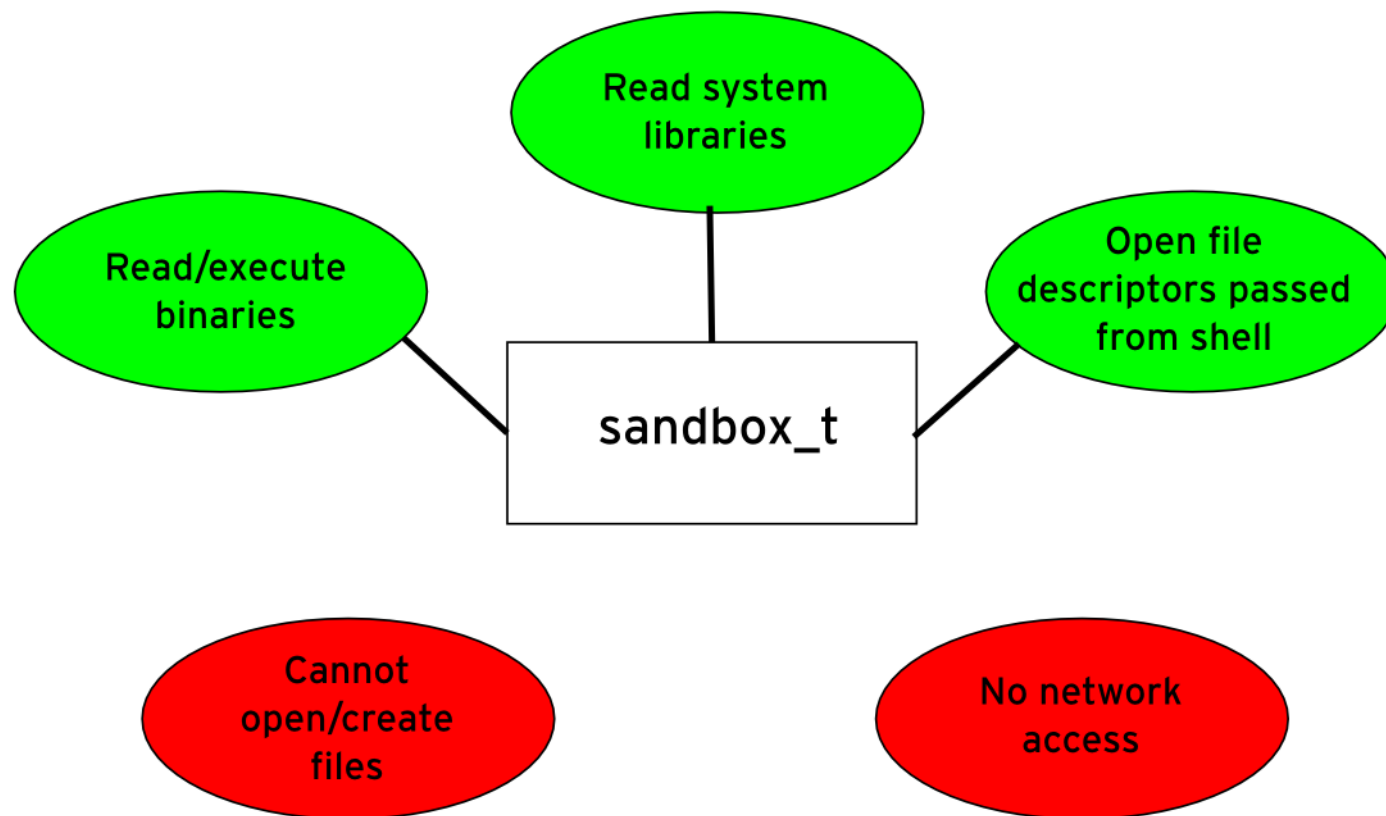 Read system
libraries
Read/execute
binaries
Open file
descriptors passed
from shell
sandbox_t
Cannot
open/create
files
No network
access